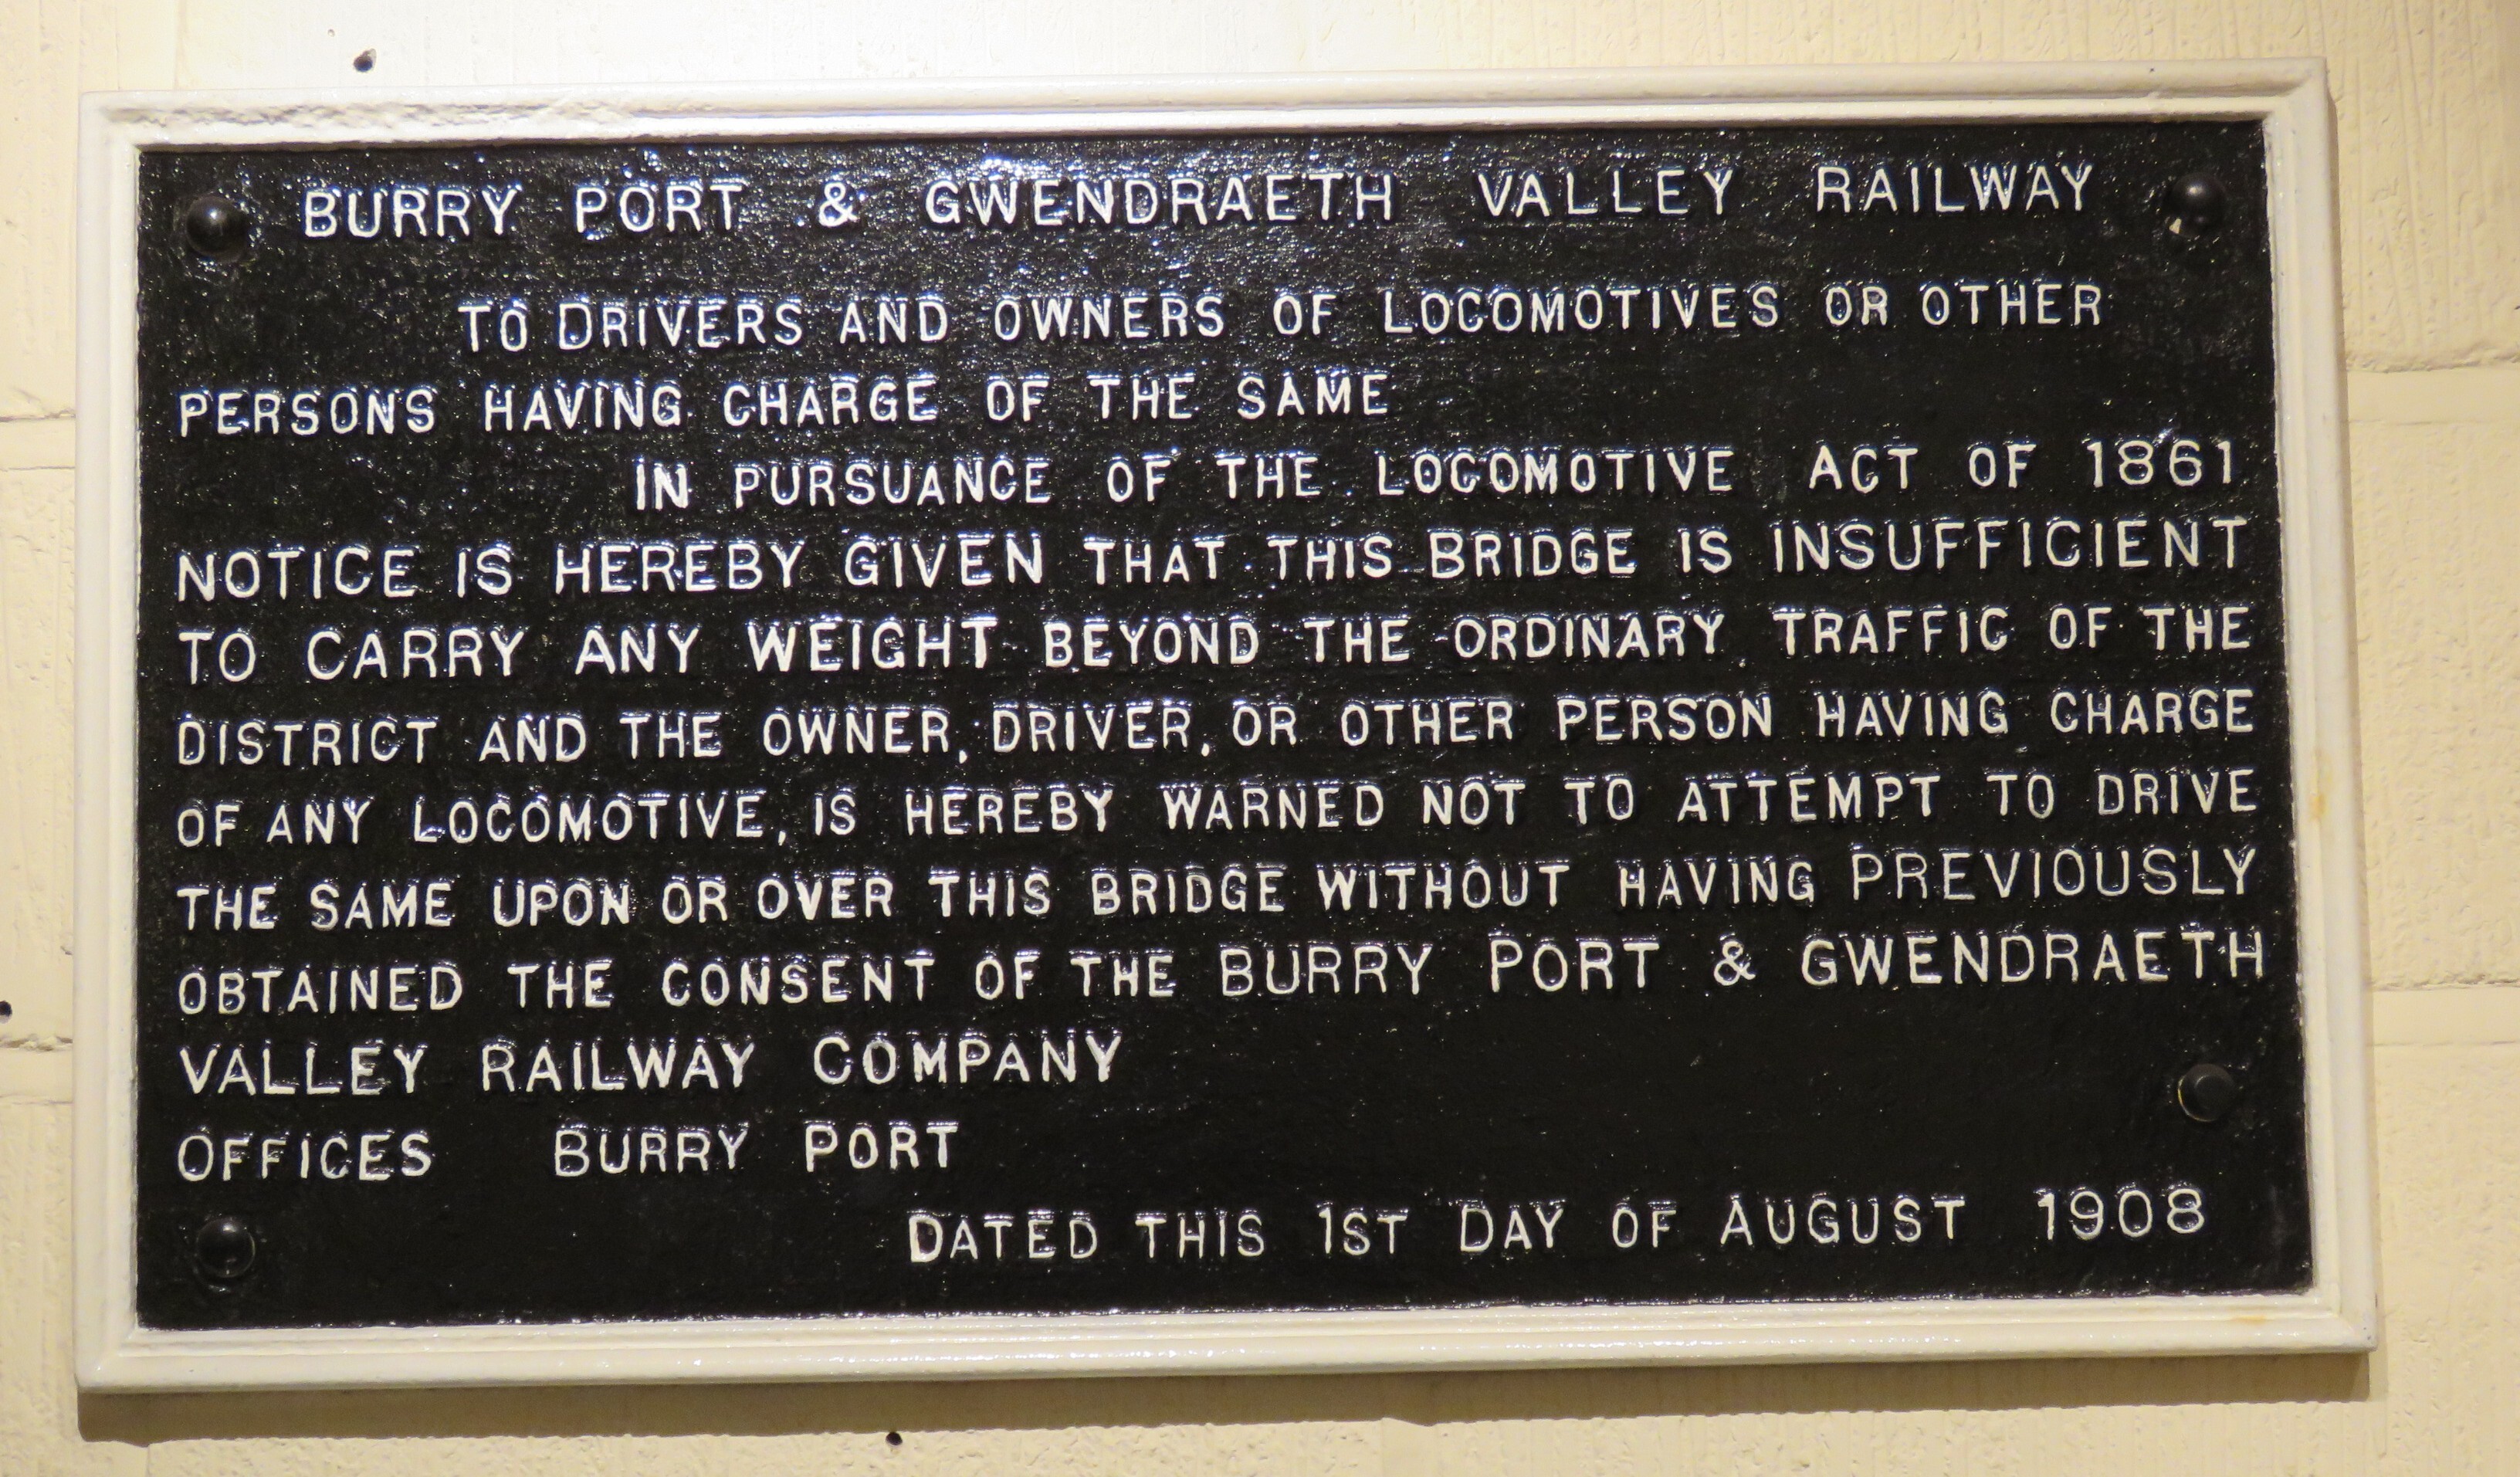 BURRY PORT & GWENDRAETH VALLEY RAILWAY
TO DRIVERS AND OWNERS OF LOCOMOTIVES OR OTHER
PERSONS HAVING CHARGE OF THE SAME
IN PURSUANCE OF THE LOCOMOTIVE ACT OF 1861
NOTICE IS HEREBY GIVEN THAT THIS BRIDGE IS INSUFFICIENT
TO CARRY ANY WEIGHT BEYOND THE ORDINARY TRAFFIC OF THE
DISTRICT AND THE OWNER, DRIVER, OR OTHER PERSON HAVING CHARGE
OF ANY LOCOMOTIVE, IS HEREBY WARNED NOT TO ATTEMPT TO DRIVE
THE SAME UPON OR OVER THIS BRIDGE WITHOUT HAVING PREVIOUSLY
OBTAINED THE CONSENT OF THE BURRY PORT & GWENDRAETH
VALLEY RAILWAY COMPANY
OFFICES BURRY PORT
DATED THIS 1ST DAY OF AUGUST 1908